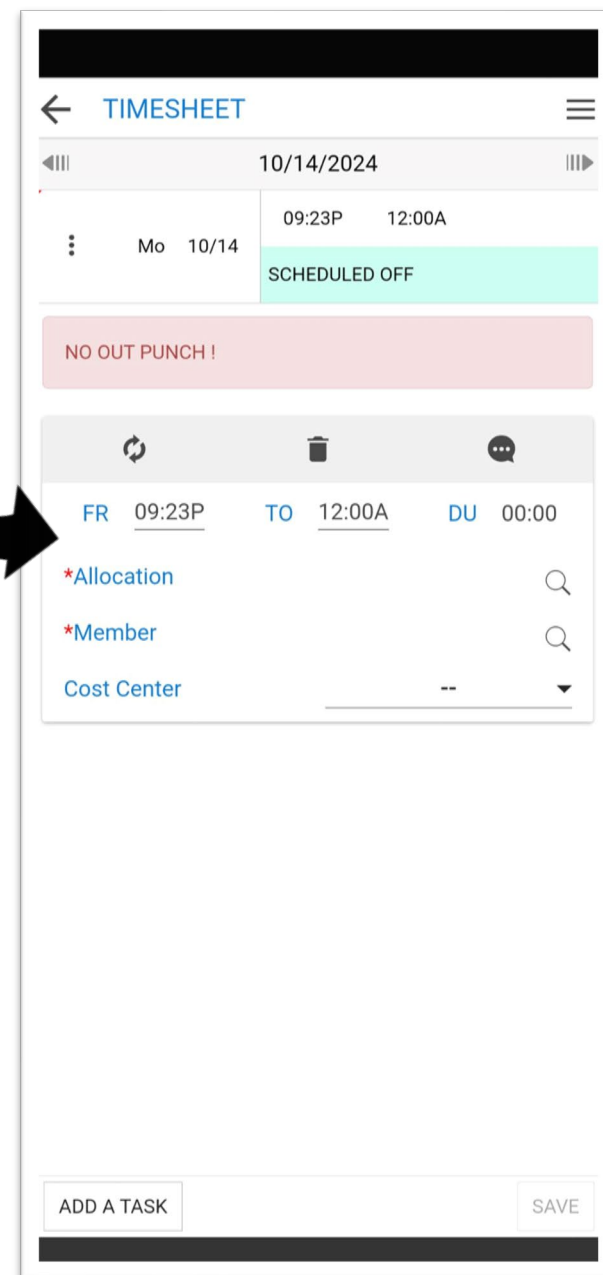 TIMESHEET
10/14/2024
09:23P 12:00A
Mo 10/14
SCHEDULED OFF
NO OUT PUNCH !
FR 09:23P TO 12:00A DU 00:00
*Allocation
*Member
Cost Center --
ADD A TASK SAVE